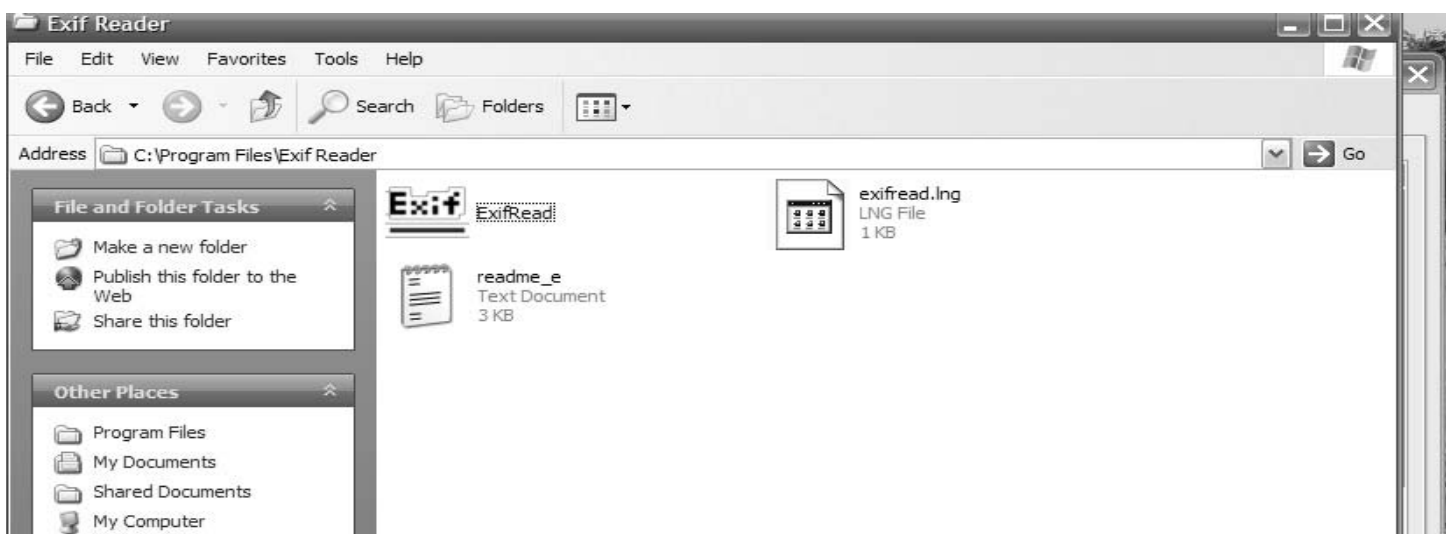 Exif Reader
File Edit View Favorites Tools Help
Back Search Folders
Address C:\Program Files\Exif Reader Go
File and Folder Tasks
Make a new folder
Publish this folder to the
Web
Share this folder
Other Places
Program Files
My Documents
Shared Documents
My Computer
Exif ExifRead
exifread.lng
LNG File
1 KB
readme_e
Text Document
3 KB